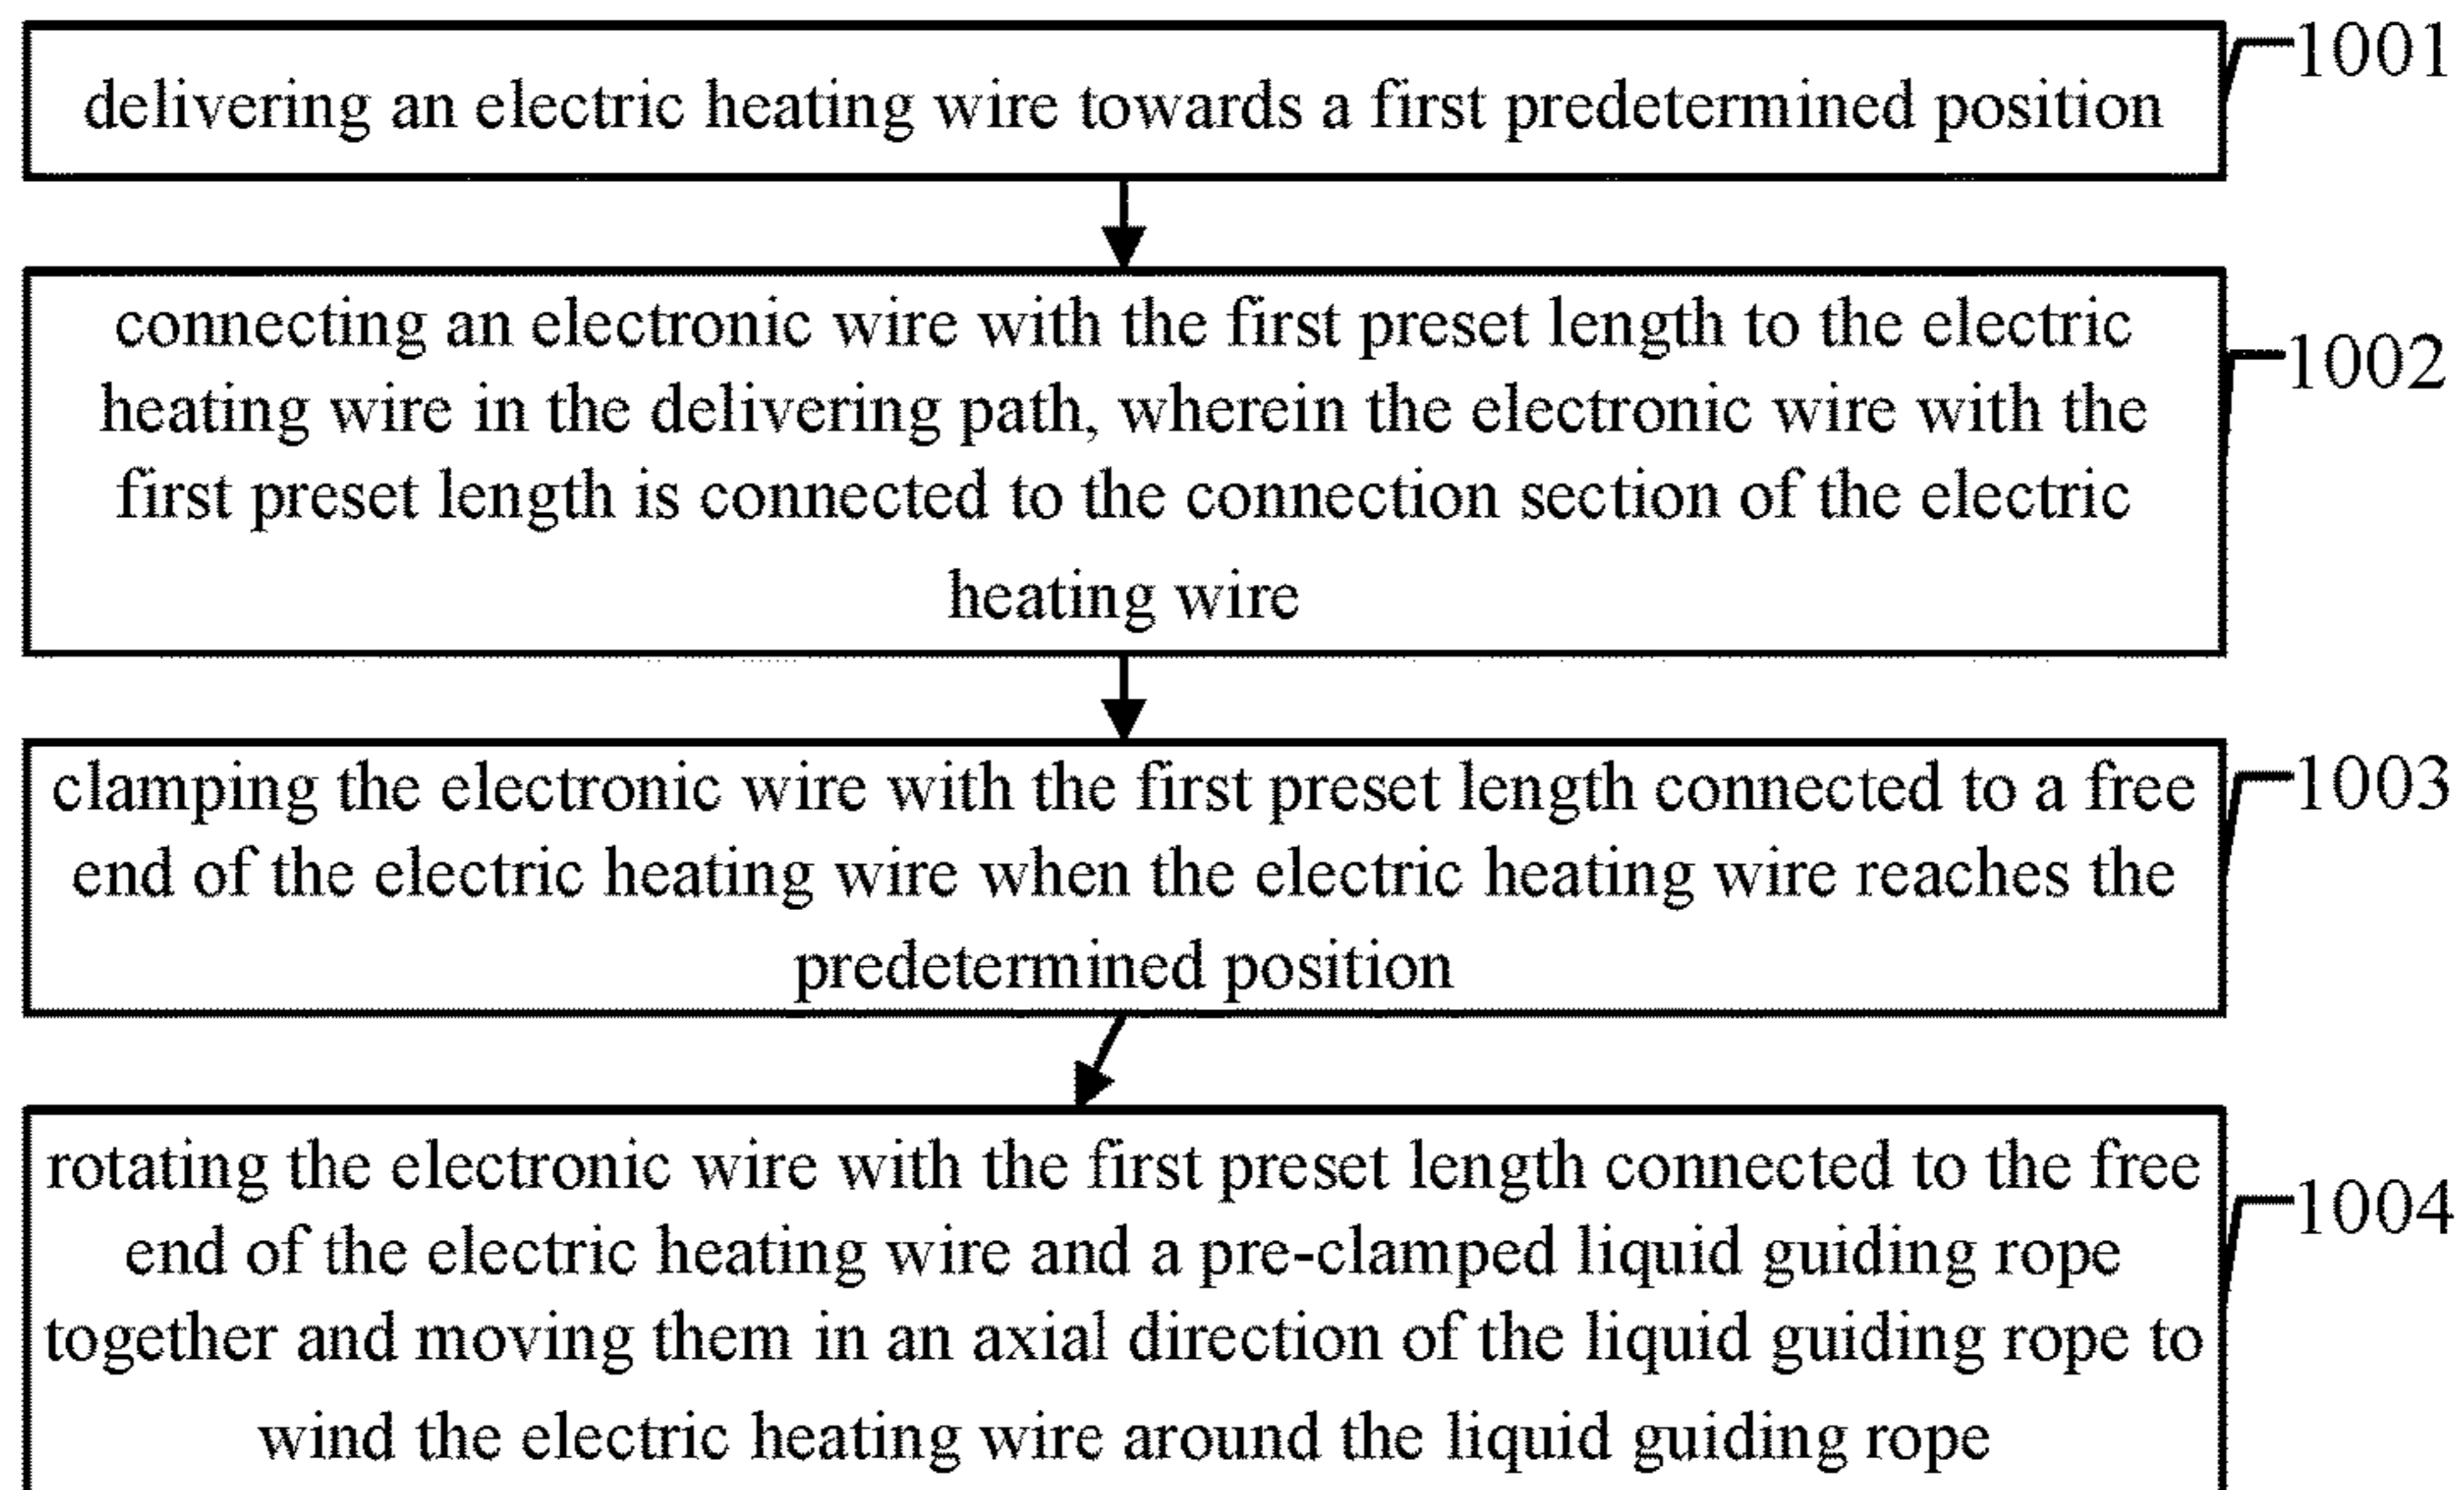 delivering an electric heating wire towards a first predetermined position
1001
connecting an electronic wire with the first preset length to the electric
heating wire in the delivering path, wherein the electronic wire with the
first preset length is connected to the connection section of the electric
heating wire
1002
clamping the electronic wire with the first preset length connected to a free
end of the electric heating wire when the electric heating wire reaches the
predetermined position
1003
rotating the electronic wire with the first preset length connected to the free
end of the electric heating wire and a pre-clamped liquid guiding rope
together and moving them in an axial direction of the liquid guiding rope to
wind the electric heating wire around the liquid guiding rope
1004